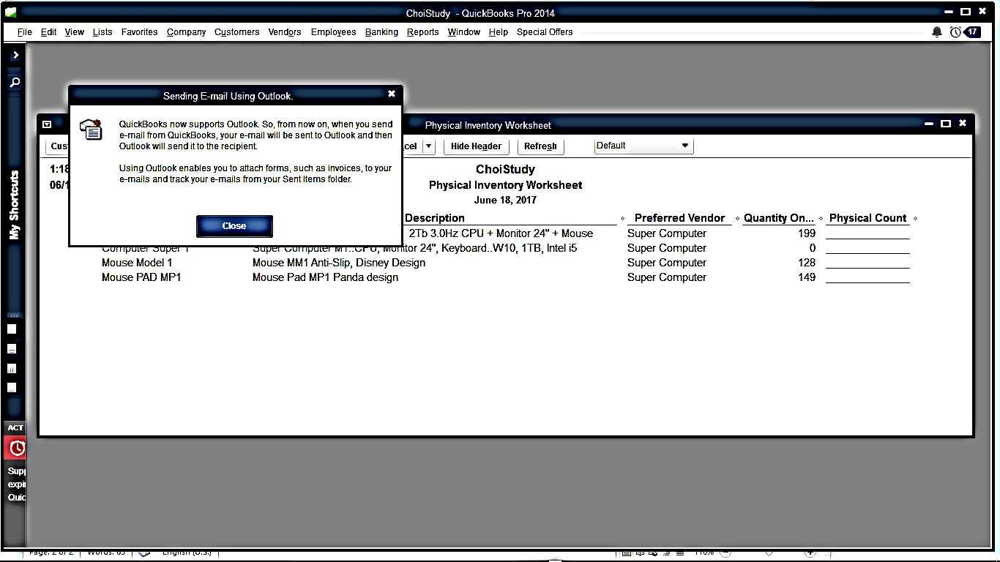 ChoiStudy - QuickBooks Pro 2014
File Edit View Lists Favorites Company Customers Vendors Employees Banking Reports Window Help Special Offers
17
Sending E-mail Using Outlook.
QuickBooks now supports Outlook. So, from now on, when you send
e-mail from QuickBooks, your e-mail will be sent to Outlook and then
Outlook will send it to the recipient.
Using Outlook enables you to attach forms, such as invoices, to your
e-mails and track your e-mails from your Sent Items folder.
Close
Physical Inventory Worksheet
Cus
cel Hide Header Refresh Default
1:18
06/1
ChoiStudy
Physical Inventory Worksheet
June 18, 2017
Description Preferred Vendor Quantity On... Physical Count
2Tb 3.0Hz CPU + Monitor 24" + Mouse Super Computer 199
Computer Super 1 Super Computer M1..CPU, Monitor 24", Keyboard..W10, 1TB, Intel i5 Super Computer 0
Mouse Model 1 Mouse MM1 Anti-Slip, Disney Design Super Computer 128
Mouse PAD MP1 Mouse Pad MP1 Panda design Super Computer 149
My Shortcuts
ACT
Supp
expi
Quic
Page: 2 of 2 Words: 65 English (U.S.) 110%